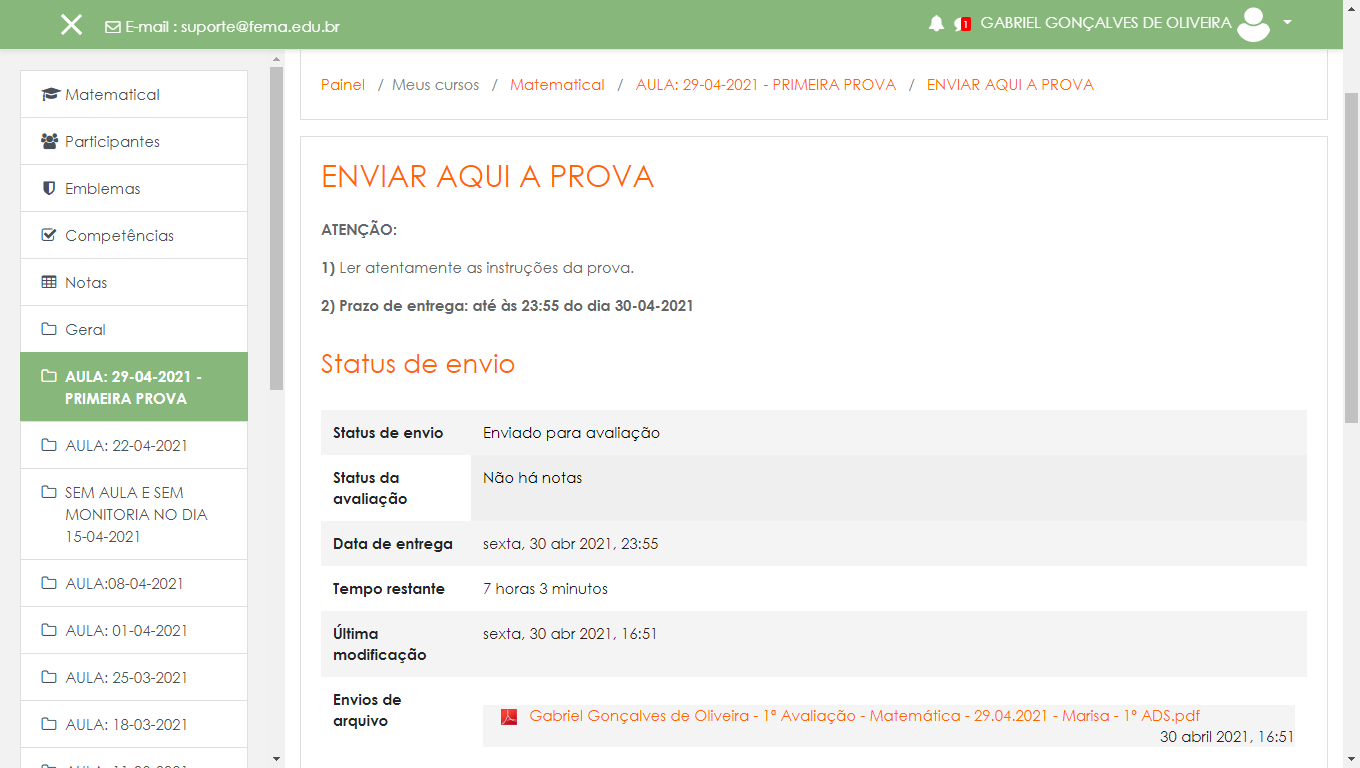 E-mail : suporte@fema.edu.br
1
GABRIEL GONÇALVES DE OLIVEIRA
Matematical
Participantes
Emblemas
Competências
Notas
Geral
AULA: 29-04-2021 -
PRIMEIRA PROVA
AULA: 22-04-2021
SEM AULA E SEM
MONITORIA NO DIA
15-04-2021
AULA:08-04-2021
AULA: 01-04-2021
AULA: 25-03-2021
AULA: 18-03-2021
Painel / Meus cursos / Matematical / AULA: 29-04-2021 - PRIMEIRA PROVA / ENVIAR AQUI A PROVA
ENVIAR AQUI A PROVA
ATENÇÃO:
1) Ler atentamente as instruções da prova.
2) Prazo de entrega: até às 23:55 do dia 30-04-2021
Status de envio
Status de envio Enviado para avaliação
Status da Não há notas
avaliação
Data de entrega sexta, 30 abr 2021, 23:55
Tempo restante 7 horas 3 minutos
Última sexta, 30 abr 2021, 16:51
modificação
Envios de
arquivo
Gabriel Gonçalves de Oliveira - 1ª Avaliação - Matemática - 29.04.2021 - Marisa - 1º ADS.pdf
30 abril 2021, 16:51